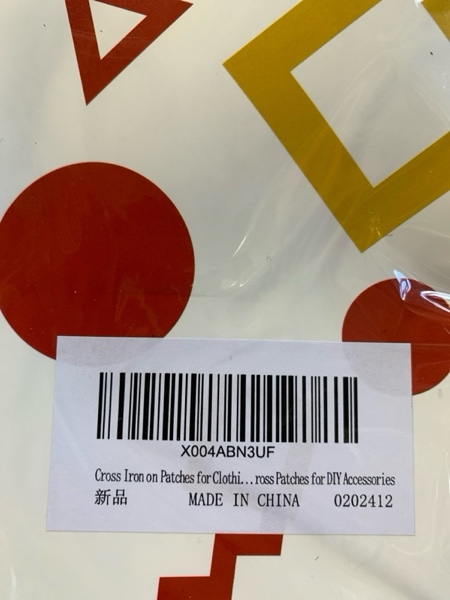 X004ABN3UF
Cross Iron on Patches for Clothi...ross Patches for DIY Accessories
新品 MADE IN CHINA 0202412